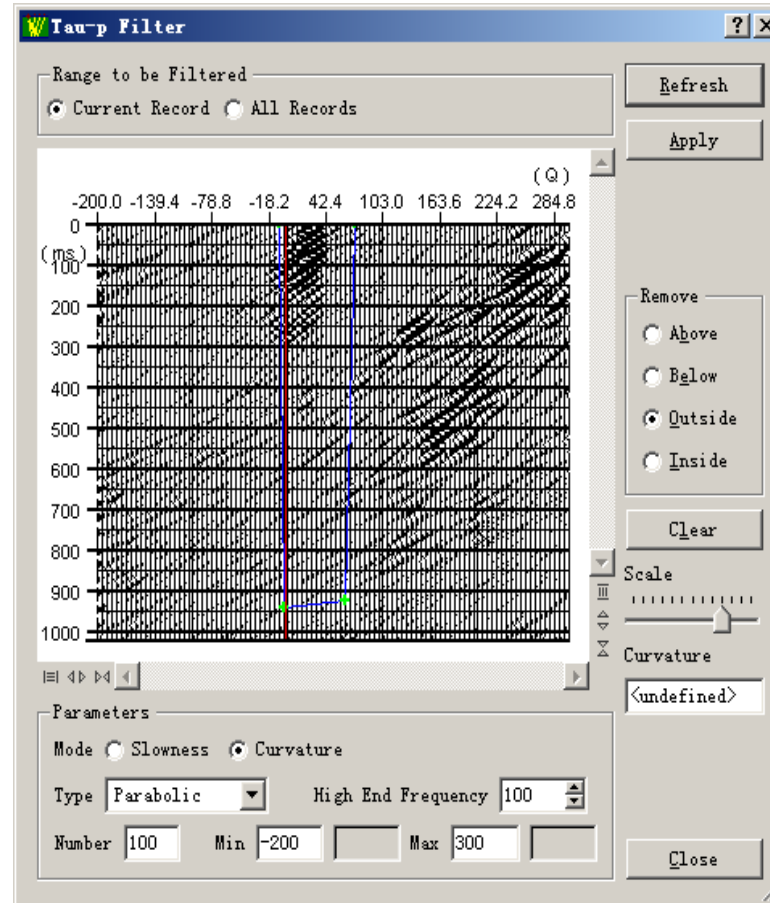 Tau-p Filter
Range to be Filtered
Current Record All Records
Refresh
Apply
(Q)
-200.0 -139.4 -78.8 -18.2 42.4 103.0 163.6 224.2 284.8
0
(ms)
100
200
300
400
500
600
700
800
900
1000
Remove
Above
Below
Outside
Inside
Clear
Scale
Curvature
<undefined>
Parameters
Mode Slowness Curvature
Type Parabolic High End Frequency 100
Number 100 Min -200 Max 300
Close